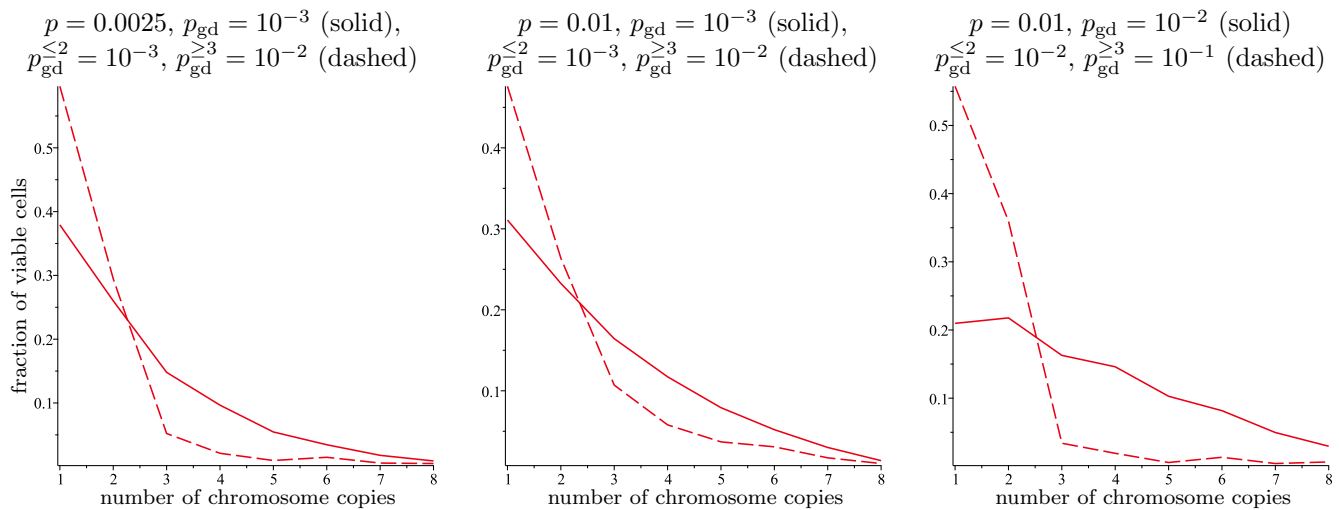 p = 0.0025, p_gd = 10^−3 (solid),
p_gd^≤2 = 10^−3, p_gd^≥3 = 10^−2 (dashed)
0.5
0.4
0.3
0.2
0.1
fraction of viable cells
1 2 3 4 5 6 7 8
number of chromosome copies
p = 0.01, p_gd = 10^−3 (solid),
p_gd^≤2 = 10^−3, p_gd^≥3 = 10^−2 (dashed)
0.4
0.3
0.2
0.1
1 2 3 4 5 6 7 8
number of chromosome copies
p = 0.01, p_gd = 10^−2 (solid)
p_gd^≤2 = 10^−2, p_gd^≥3 = 10^−1 (dashed)
0.5
0.4
0.3
0.2
0.1
1 2 3 4 5 6 7 8
number of chromosome copies